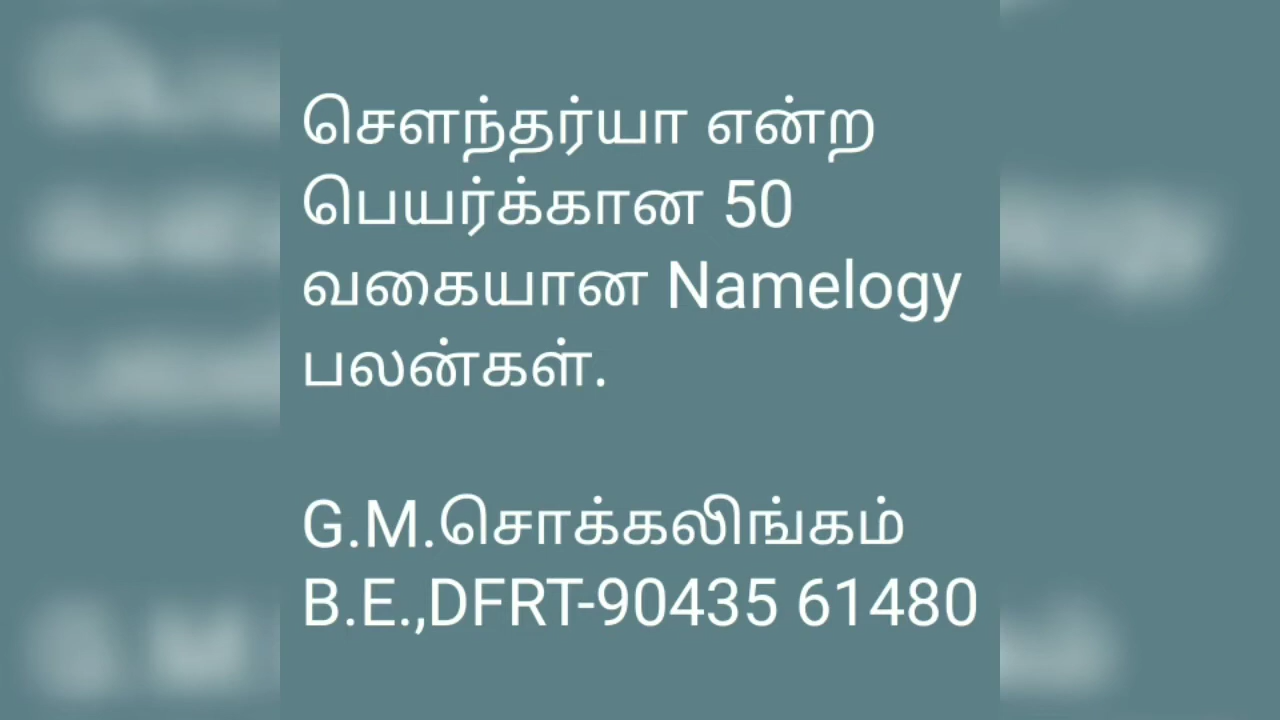 சௌந்தர்யா என்ற
பெயர்க்கான 50
வகையான Namelogy
பலன்கள்.
G.M.சொக்கலிங்கம்
B.E.,DFRT-90435 61480